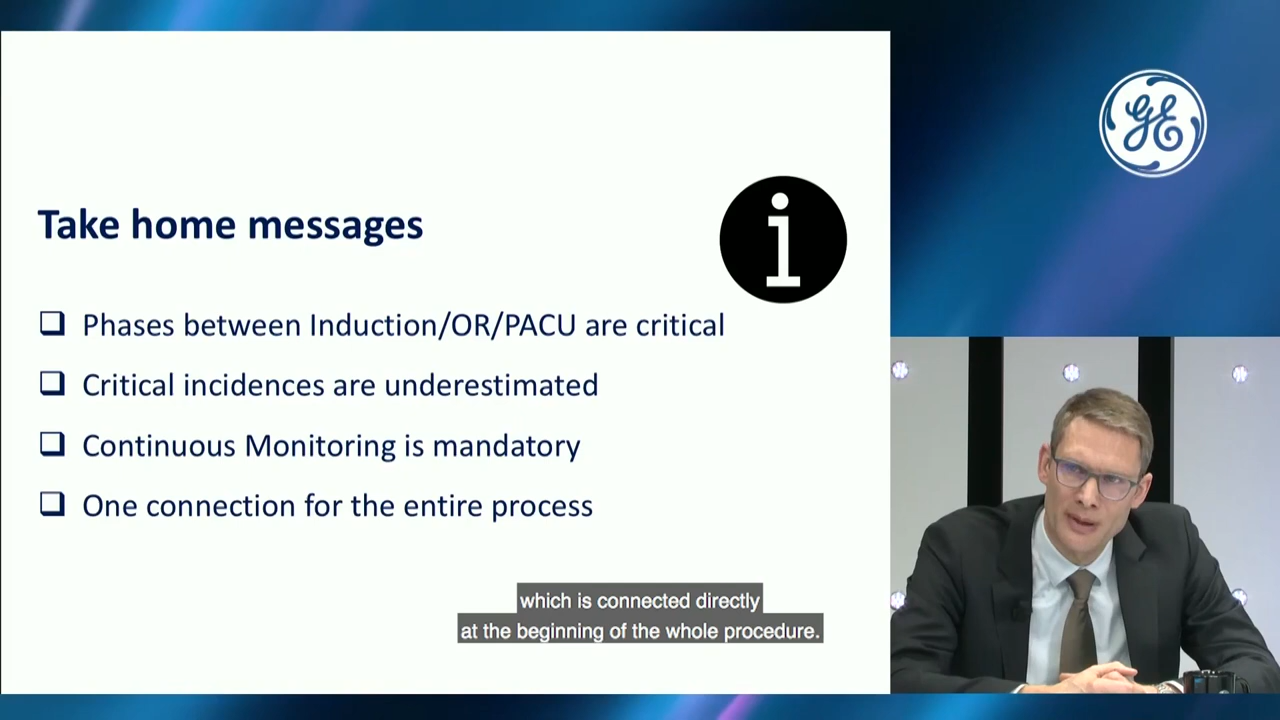 GE
Take home messages
i
❑ Phases between Induction/OR/PACU are critical
❑ Critical incidences are underestimated
❑ Continuous Monitoring is mandatory
❑ One connection for the entire process
which is connected directly
at the beginning of the whole procedure.